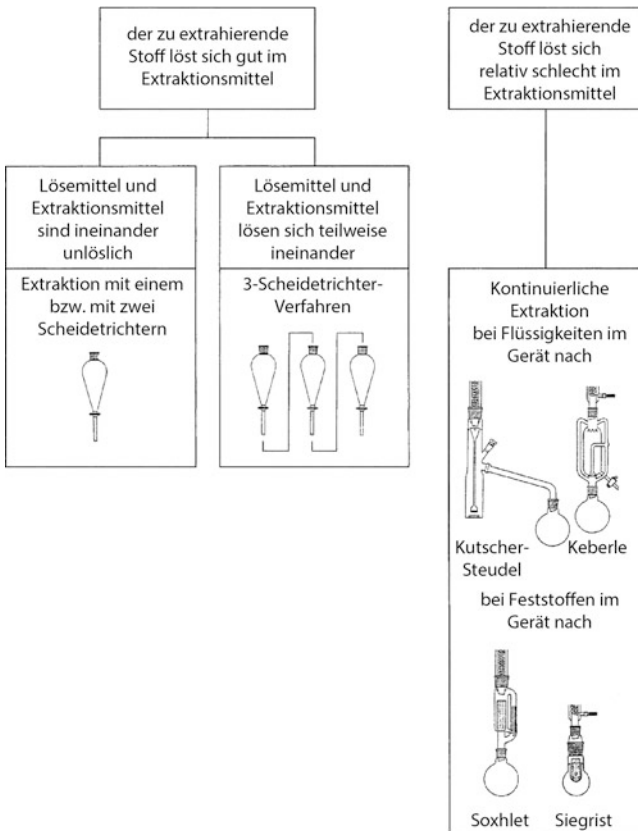 der zu extrahierende
Stoff löst sich gut im
Extraktionsmittel
der zu extrahierende
Stoff löst sich
relativ schlecht im
Extraktionsmittel
Lösemittel und
Extraktionsmittel
sind ineinander
unlöslich
Lösemittel und
Extraktionsmittel
lösen sich teilweise
ineinander
Extraktion mit einem
bzw. mit zwei
Scheidetrichtern
3-Scheidetrichter-
Verfahren
Kontinuierliche
Extraktion
bei Flüssigkeiten im
Gerät nach
Kutscher-
Steudel
Keberle
bei Feststoffen im
Gerät nach
Soxhlet
Siegrist